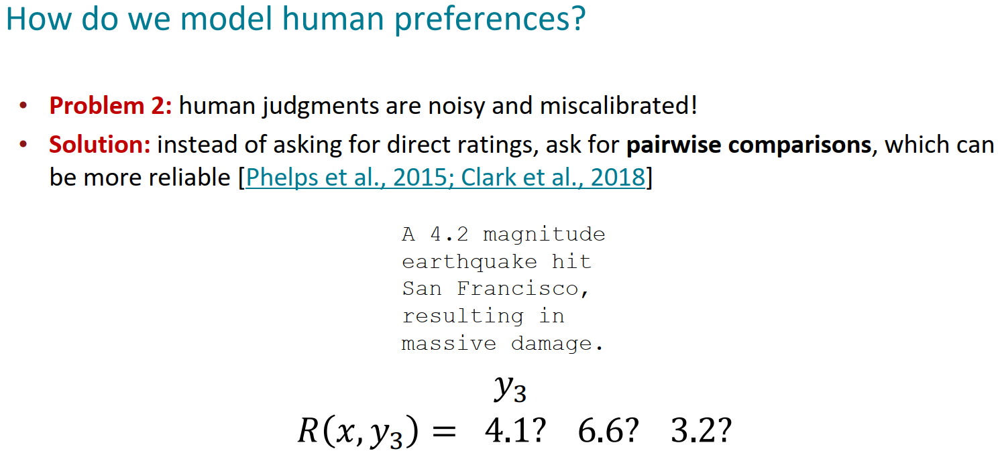 How do we model human preferences?
• Problem 2: human judgments are noisy and miscalibrated!
• Solution: instead of asking for direct ratings, ask for pairwise comparisons, which can
be more reliable [Phelps et al., 2015; Clark et al., 2018]
A 4.2 magnitude
earthquake hit
San Francisco,
resulting in
massive damage.
y₃
R(x, y₃) = 4.1? 6.6? 3.2?